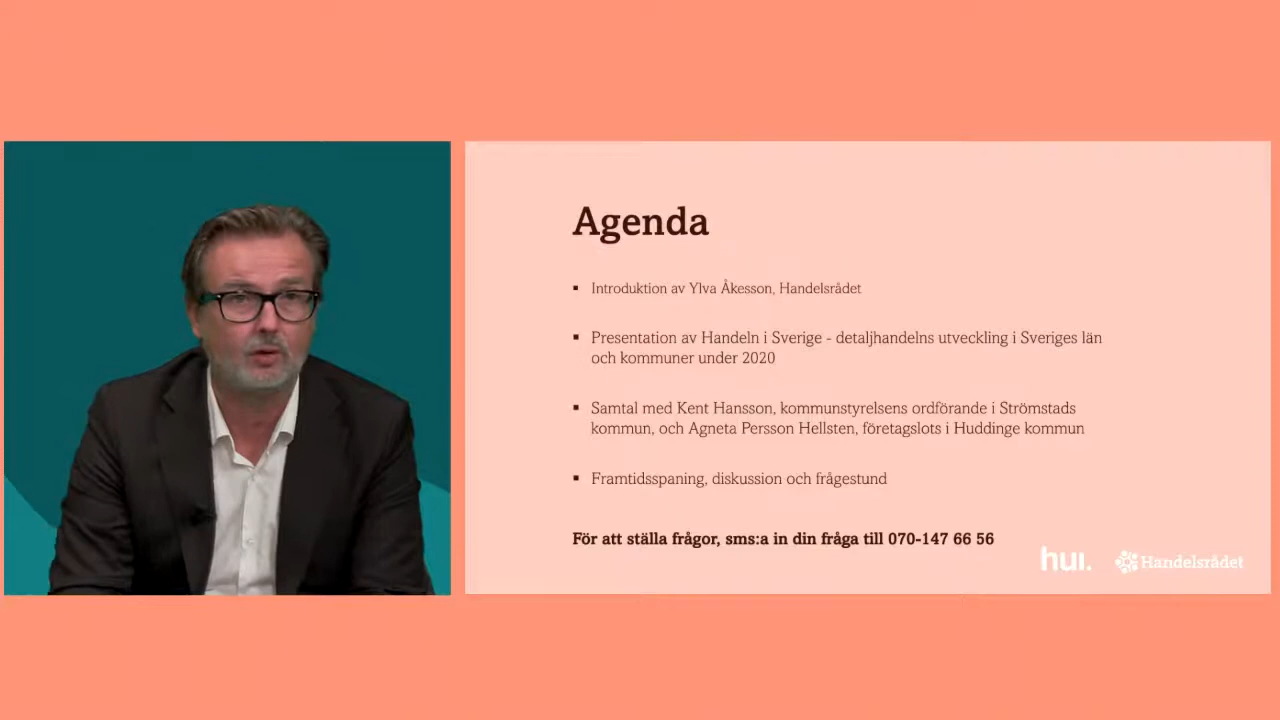 Agenda
▪ Introduktion av Ylva Åkesson, Handelsrådet
▪ Presentation av Handeln i Sverige - detaljhandelns utveckling i Sveriges län
och kommuner under 2020
▪ Samtal med Kent Hansson, kommunstyrelsens ordförande i Strömstads
kommun, och Agneta Persson Hellsten, företagslots i Huddinge kommun
▪ Framtidsspaning, diskussion och frågestund
För att ställa frågor, sms:a in din fråga till 070-147 66 56
hui. Handelsrådet